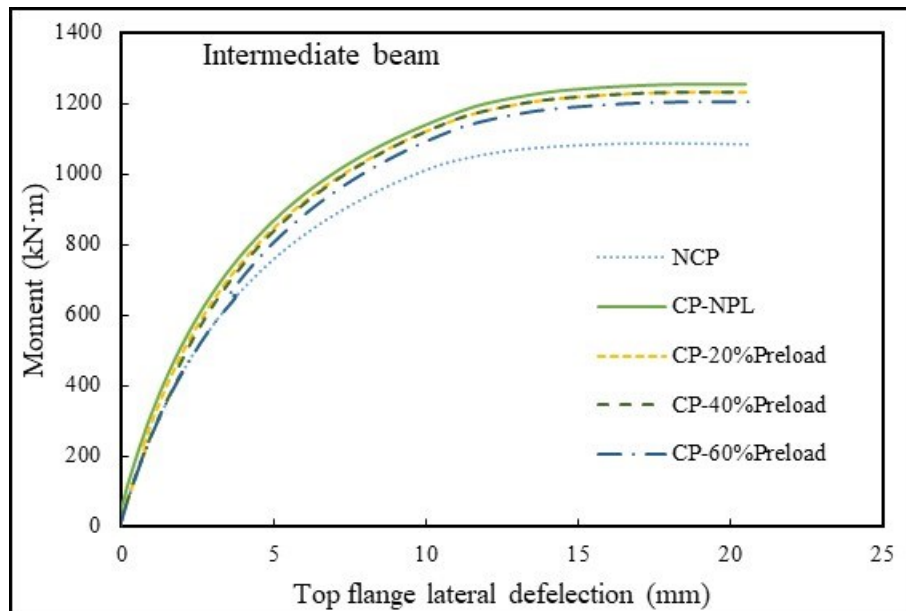 Intermediate beam
Moment (kN·m)
1400
1200
1000
800
600
400
200
0
0 5 10 15 20 25
Top flange lateral defelection (mm)
NCP
CP-NPL
CP-20%Preload
CP-40%Preload
CP-60%Preload